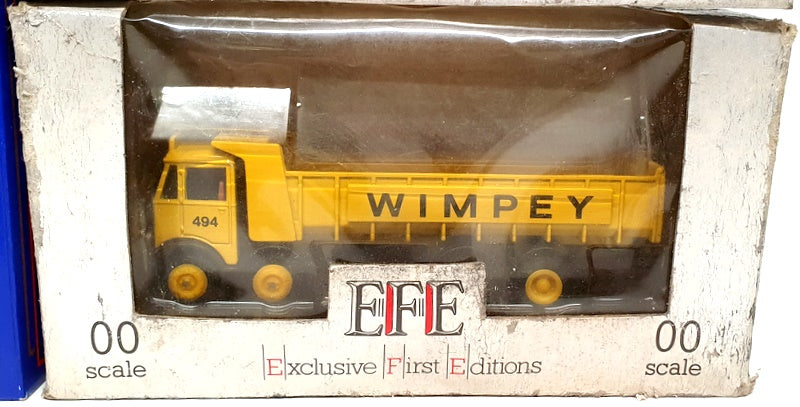 WIMPEY
494
EFE
00 scale
Exclusive First Editions
00 scale